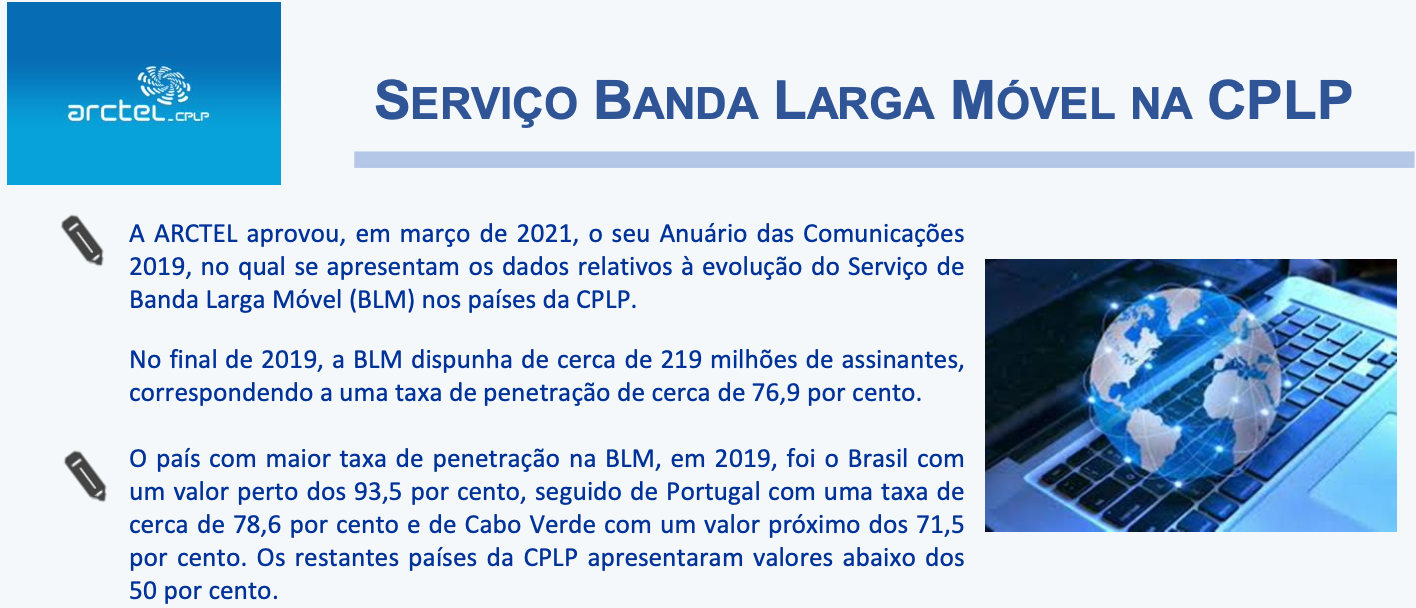 arctel_CPLP
SERVIÇO BANDA LARGA MÓVEL NA CPLP
A ARCTEL aprovou, em março de 2021, o seu Anuário das Comunicações
2019, no qual se apresentam os dados relativos à evolução do Serviço de
Banda Larga Móvel (BLM) nos países da CPLP.
No final de 2019, a BLM dispunha de cerca de 219 milhões de assinantes,
correspondendo a uma taxa de penetração de cerca de 76,9 por cento.
O país com maior taxa de penetração na BLM, em 2019, foi o Brasil com
um valor perto dos 93,5 por cento, seguido de Portugal com uma taxa de
cerca de 78,6 por cento e de Cabo Verde com um valor próximo dos 71,5
por cento. Os restantes países da CPLP apresentaram valores abaixo dos
50 por cento.